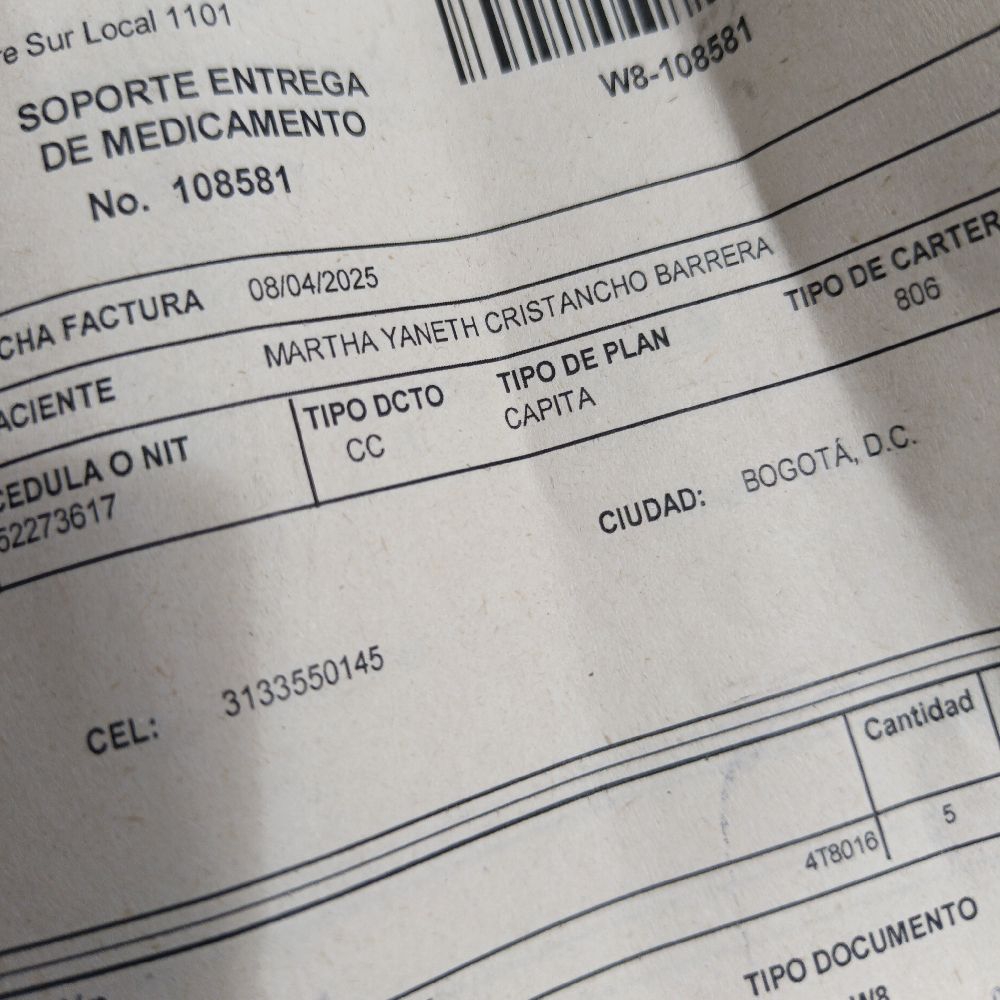 re Sur Local 1101
SOPORTE ENTREGA
DE MEDICAMENTO
No. 108581
W8-108581
CHA FACTURA 08/04/2025
ACIENTE MARTHA YANETH CRISTANCHO BARRERA
CEDULA O NIT
52273617
TIPO DCTO
CC
TIPO DE PLAN
CAPITA
TIPO DE CARTER
806
CIUDAD: BOGOTÁ, D.C.
CEL: 3133550145
Cantidad
4T8016 5
TIPO DOCUMENTO
W8